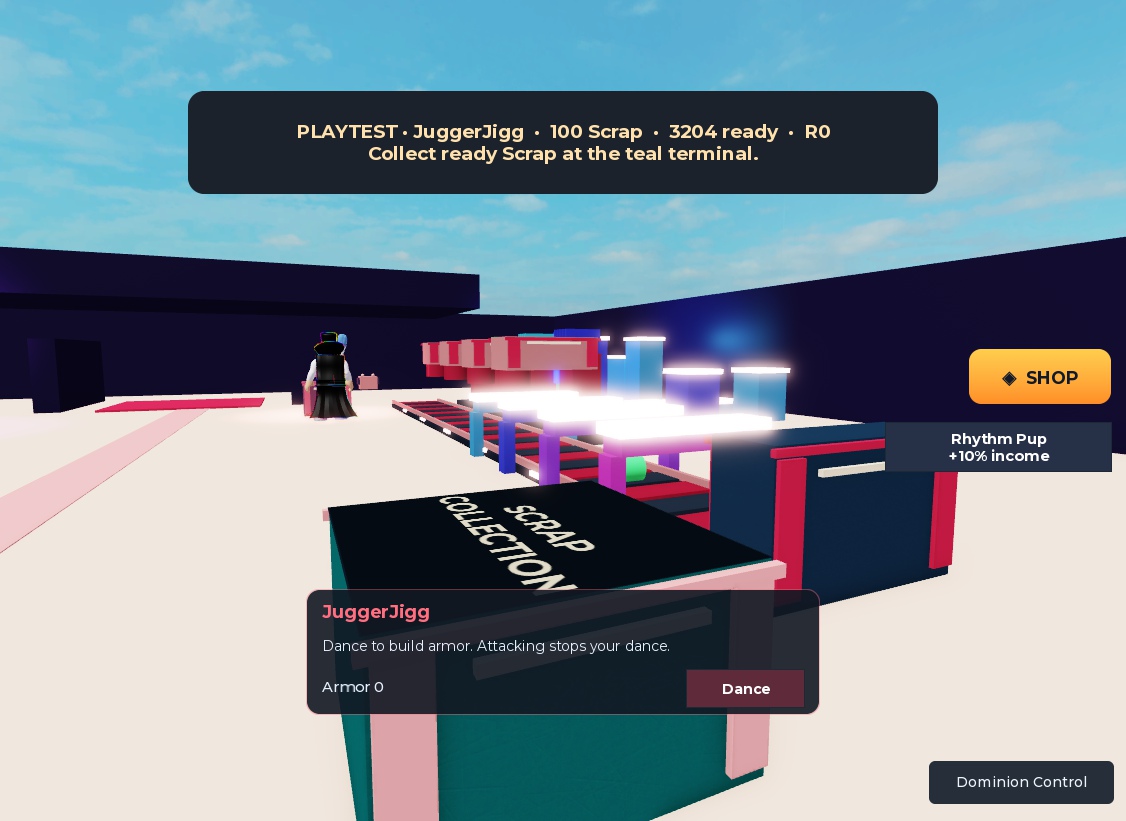 PLAYTEST · JuggerJigg · 100 Scrap · 3204 ready · R0
Collect ready Scrap at the teal terminal.
◈ SHOP
Rhythm Pup
+10% income
SCRAP
COLLECTION
JuggerJigg
Dance to build armor. Attacking stops your dance.
Armor 0
Dance
Dominion Control